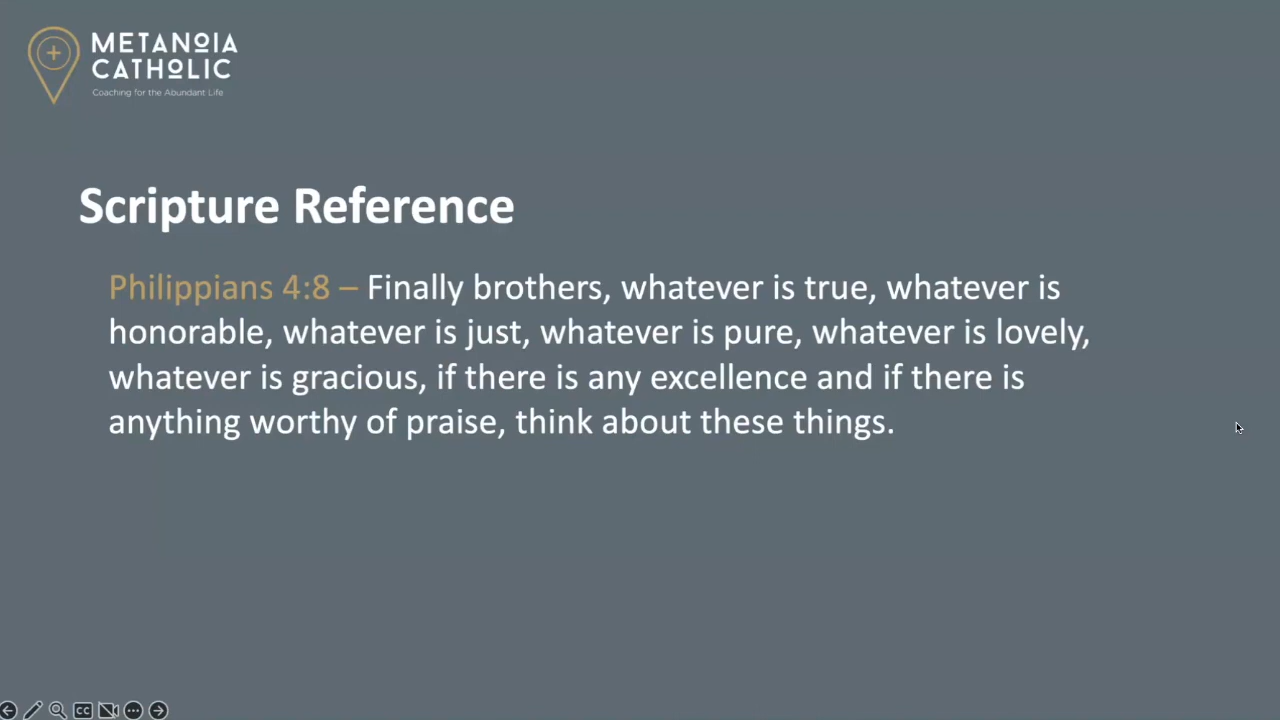 METANOIA
CATHOLIC
Coaching for the Abundant Life
Scripture Reference
Philippians 4:8 – Finally brothers, whatever is true, whatever is
honorable, whatever is just, whatever is pure, whatever is lovely,
whatever is gracious, if there is any excellence and if there is
anything worthy of praise, think about these things.
CC